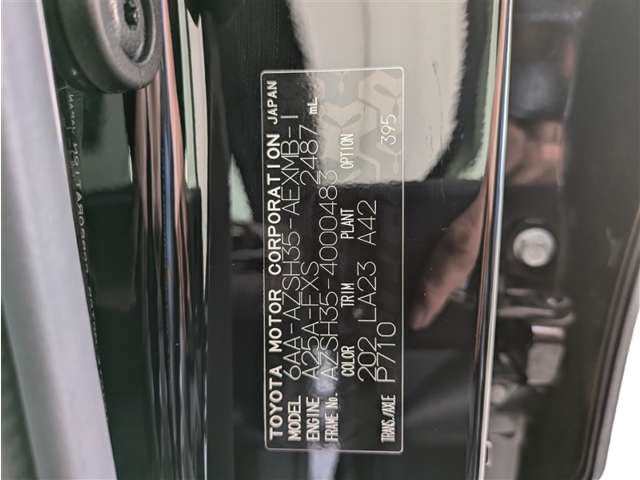 TOYOTA MOTOR CORPORATION JAPAN
MODEL 6AA-AZSH35-AEXMB-I
ENGINE A25A-FXS 2487 mL
FRAME No. AZSH35-4000483
COLOR TRIM PLANT OPTION
202 LA23 A42 395
TRANS./AXLE P710